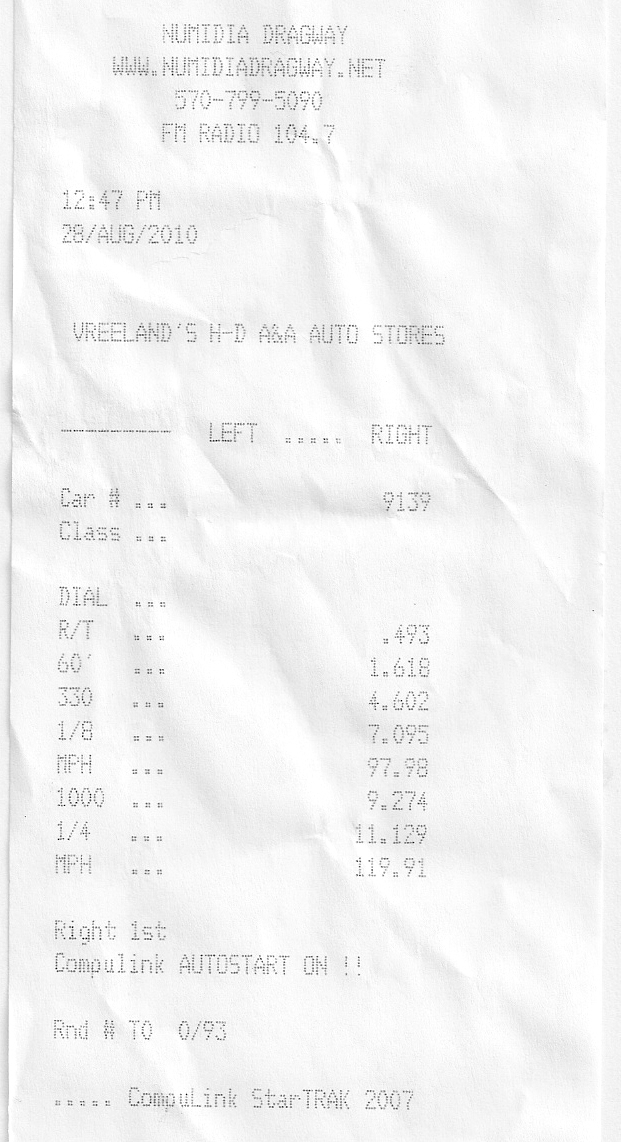 NUMIDIA DRAGWAY
WWW.NUMIDIADRAGWAY.NET
570-799-5090
FM RADIO 104.7
12:47 PM
28/AUG/2010
VREELAND'S H-D A&A AUTO STORES
--------- LEFT ..... RIGHT
Car # ... 9139
Class ...
DIAL ...
R/T ... .493
60' ... 1.618
330 ... 4.602
1/8 ... 7.095
MPH ... 97.98
1000 ... 9.274
1/4 ... 11.129
MPH ... 119.91
Right 1st
Compulink AUTOSTART ON !!
Rnd # TO 0/93
..... CompuLink StarTRAK 2007